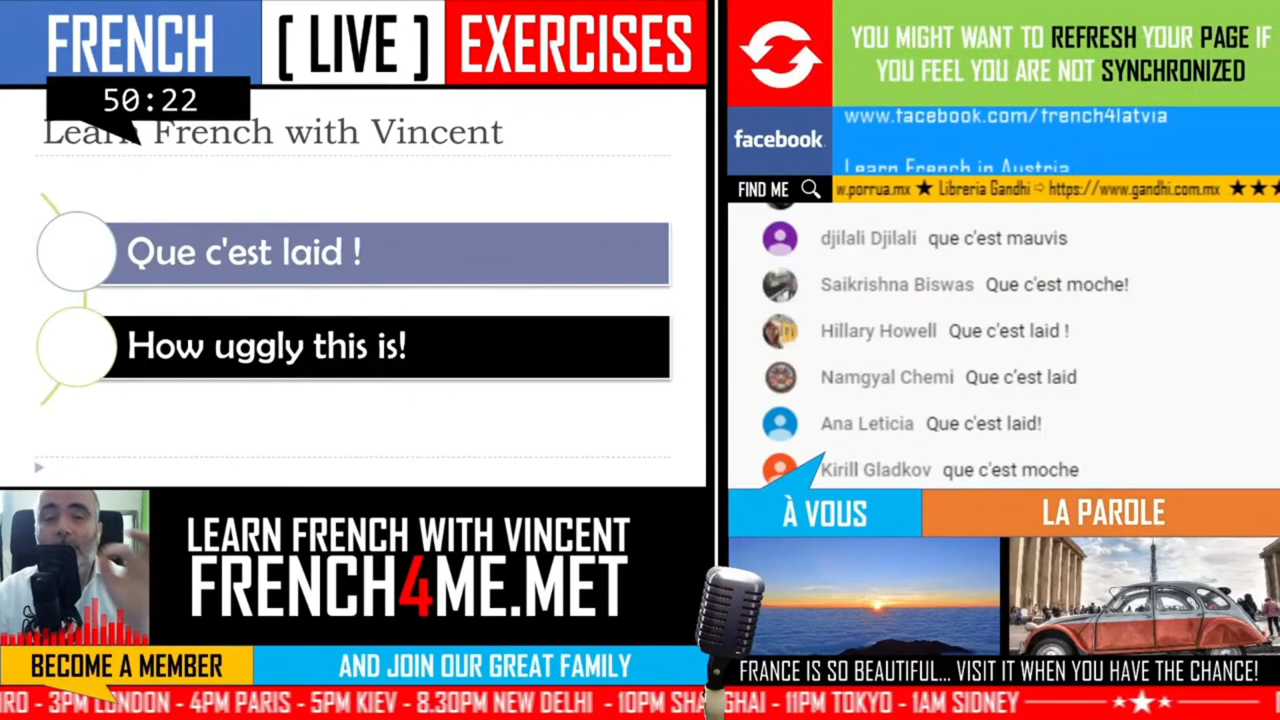 FRENCH [ LIVE ] EXERCISES
50:22
Learn French with Vincent
Que c'est laid !
How uggly this is!
LEARN FRENCH WITH VINCENT
FRENCH4ME.MET
BECOME A MEMBER
AND JOIN OUR GREAT FAMILY
YOU MIGHT WANT TO REFRESH YOUR PAGE IF
YOU FEEL YOU ARE NOT SYNCHRONIZED
facebook.
www.facebook.com/french4latvia
Learn French in Austria
FIND ME
w.porrua.mx ★ Libreria Gandhi ⇨ https://www.gandhi.com.mx ★★★
djilali Djilali que c'est mauvis
Saikrishna Biswas Que c'est moche!
Hillary Howell Que c'est laid !
Namgyal Chemi Que c'est laid
Ana Leticia Que c'est laid!
Kirill Gladkov que c'est moche
À VOUS LA PAROLE
FRANCE IS SO BEAUTIFUL... VISIT IT WHEN YOU HAVE THE CHANCE!
- 3PM LONDON - 4PM PARIS - 5PM KIEV - 8.30PM NEW DELHI - 10PM SHANGHAI - 11PM TOKYO - 1AM SIDNEY